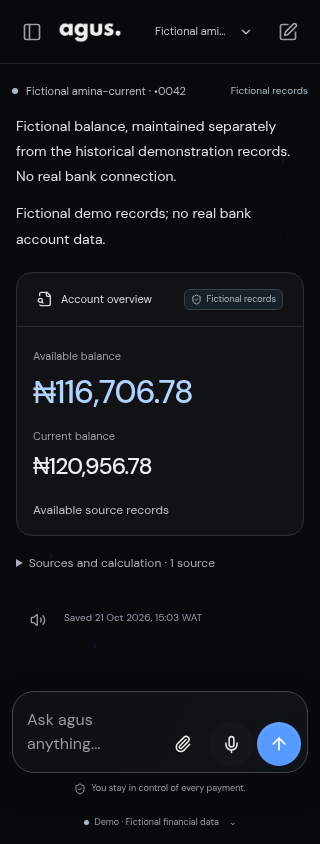 agus.
Fictional ami...
Fictional amina-current · •0042
Fictional records
Fictional balance, maintained separately
from the historical demonstration records.
No real bank connection.
Fictional demo records; no real bank
account data.
Account overview
Fictional records
Available balance
₦116,706.78
Current balance
₦120,956.78
Available source records
Sources and calculation · 1 source
Saved 21 Oct 2026, 15:03 WAT
Ask agus
anything...
You stay in control of every payment.
Demo · Fictional financial data